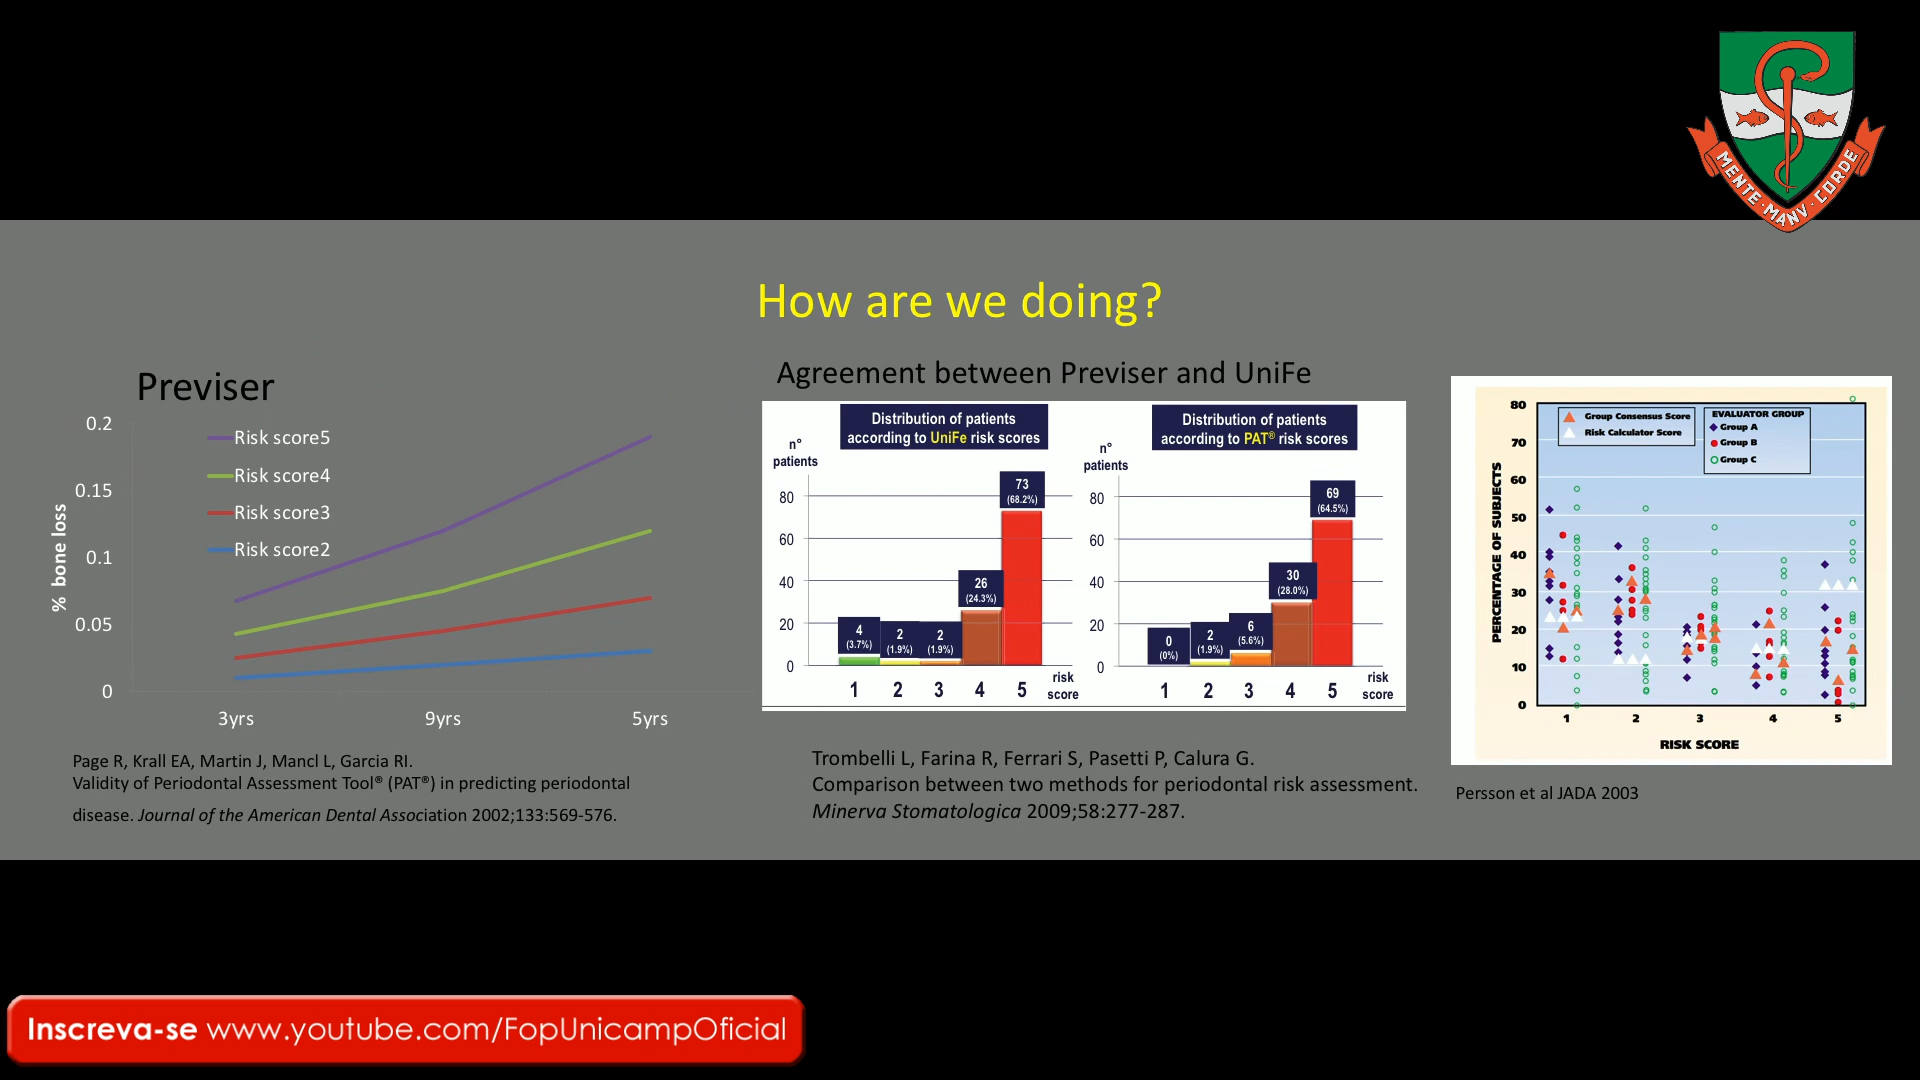 MENTE · MANV · CORDE
How are we doing?
Previser
0.2
0.15
0.1
0.05
0
% bone loss
Risk score5
Risk score4
Risk score3
Risk score2
3yrs
9yrs
5yrs
Page R, Krall EA, Martin J, Mancl L, Garcia RI.
Validity of Periodontal Assessment Tool® (PAT®) in predicting periodontal
disease. Journal of the American Dental Association 2002;133:569-576.
Agreement between Previser and UniFe
Distribution of patients
according to UniFe risk scores
n°
patients
80
60
40
20
0
4
(3.7%)
2
(1.9%)
2
(1.9%)
26
(24.3%)
73
(68.2%)
1 2 3 4 5
risk
score
Distribution of patients
according to PAT® risk scores
n°
patients
80
60
40
20
0
0
(0%)
2
(1.9%)
6
(5.6%)
30
(28.0%)
69
(64.5%)
1 2 3 4 5
risk
score
Trombelli L, Farina R, Ferrari S, Pasetti P, Calura G.
Comparison between two methods for periodontal risk assessment.
Minerva Stomatologica 2009;58:277-287.
80
70
60
50
40
30
20
10
0
PERCENTAGE OF SUBJECTS
Group Consensus Score
Risk Calculator Score
EVALUATOR GROUP
Group A
Group B
Group C
1 2 3 4 5
RISK SCORE
Persson et al JADA 2003
Inscreva-se www.youtube.com/FopUnicampOficial